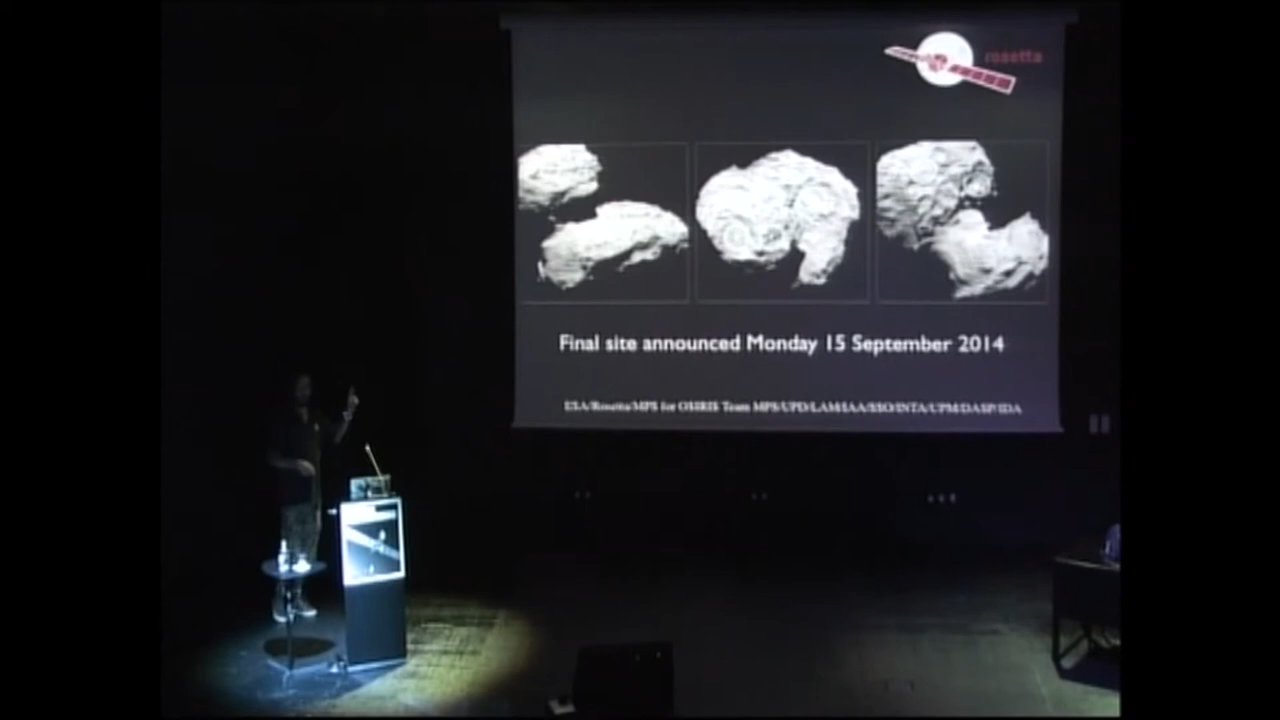 rosetta
Final site announced Monday 15 September 2014
ESA/Rosetta/MPS for OSIRIS Team MPS/UPD/LAM/IAA/SSO/INTA/UPM/DASP/IDA